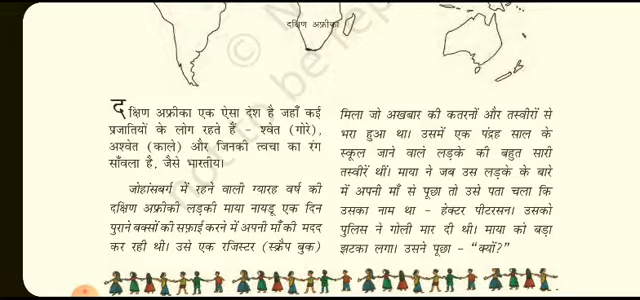 दक्षिण अफ्रीका
दक्षिण अफ्रीका एक ऐसा देश है जहाँ कई
प्रजातियों के लोग रहते हैं - श्वेत (गोरे),
अश्वेत (काले) और जिनकी त्वचा का रंग
साँवला है, जैसे भारतीय।
जोहांसबर्ग में रहने वाली ग्यारह वर्ष की
दक्षिण अफ्रीकी लड़की माया नायडू एक दिन
पुराने बक्सों की सफ़ाई करने में अपनी माँ की मदद
कर रही थी। उसे एक रजिस्टर (स्क्रैप बुक)
मिला जो अखबार की कतरनों और तस्वीरों से
भरा हुआ था। उसमें एक पंद्रह साल के
स्कूल जाने वाले लड़के की बहुत सारी
तस्वीरें थीं। माया ने जब उस लड़के के बारे
में अपनी माँ से पूछा तो उसे पता चला कि
उसका नाम था - हेक्टर पीटरसन। उसको
पुलिस ने गोली मार दी थी। माया को बड़ा
झटका लगा। उसने पूछा - “क्यों?”
©
not to be